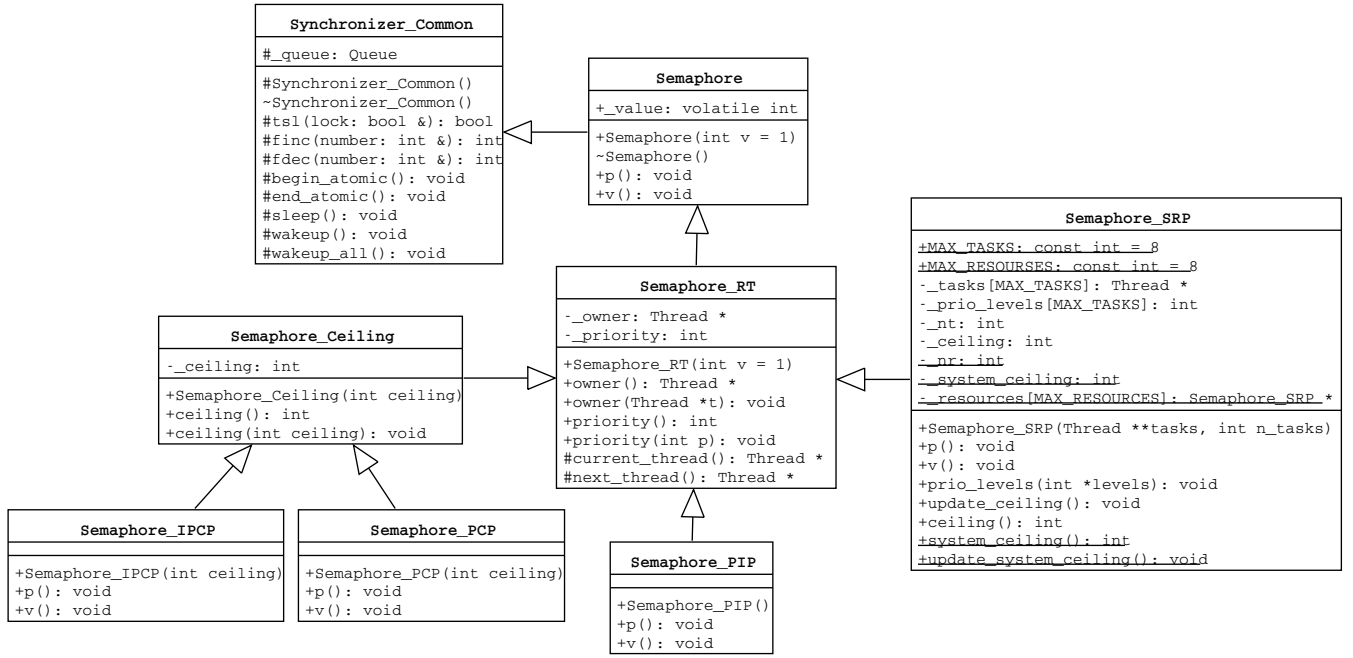 Synchronizer_Common
#_queue: Queue
#Synchronizer_Common()
~Synchronizer_Common()
#tsl(lock: bool &): bool
#finc(number: int &): int
#fdec(number: int &): int
#begin_atomic(): void
#end_atomic(): void
#sleep(): void
#wakeup(): void
#wakeup_all(): void
Semaphore
+_value: volatile int
+Semaphore(int v = 1)
~Semaphore()
+p(): void
+v(): void
Semaphore_RT
-_owner: Thread *
-_priority: int
+Semaphore_RT(int v = 1)
+owner(): Thread *
+owner(Thread *t): void
+priority(): int
+priority(int p): void
#current_thread(): Thread *
#next_thread(): Thread *
Semaphore_SRP
+MAX_TASKS: const int = 8
+MAX_RESOURSES: const int = 8
-_tasks[MAX_TASKS]: Thread *
-_prio_levels[MAX_TASKS]: int
-_nt: int
-_ceiling: int
-_nr: int
-_system_ceiling: int
-_resources[MAX_RESOURCES]: Semaphore_SRP *
+Semaphore_SRP(Thread **tasks, int n_tasks)
+p(): void
+v(): void
+prio_levels(int *levels): void
+update_ceiling(): void
+ceiling(): int
+system_ceiling(): int
+update_system_ceiling(): void
Semaphore_Ceiling
-_ceiling: int
+Semaphore_Ceiling(int ceiling)
+ceiling(): int
+ceiling(int ceiling): void
Semaphore_IPCP
+Semaphore_IPCP(int ceiling)
+p(): void
+v(): void
Semaphore_PCP
+Semaphore_PCP(int ceiling)
+p(): void
+v(): void
Semaphore_PIP
+Semaphore_PIP()
+p(): void
+v(): void